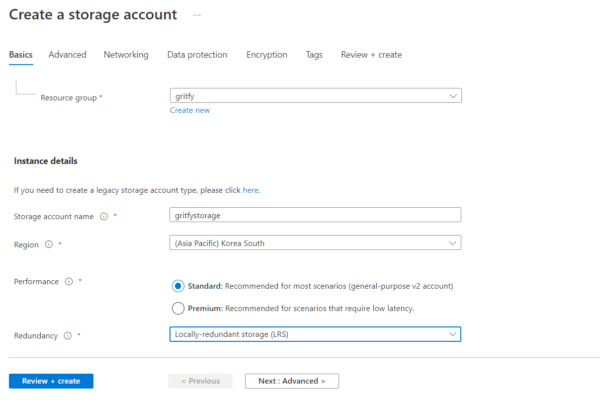 Create a storage account ...
Basics Advanced Networking Data protection Encryption Tags Review + create
Resource group * gritfy
Create new
Instance details
If you need to create a legacy storage account type, please click here.
Storage account name * gritfystorage
Region * (Asia Pacific) Korea South
Performance * Standard: Recommended for most scenarios (general-purpose v2 account)
Premium: Recommended for scenarios that require low latency.
Redundancy * Locally-redundant storage (LRS)
Review + create < Previous Next : Advanced >